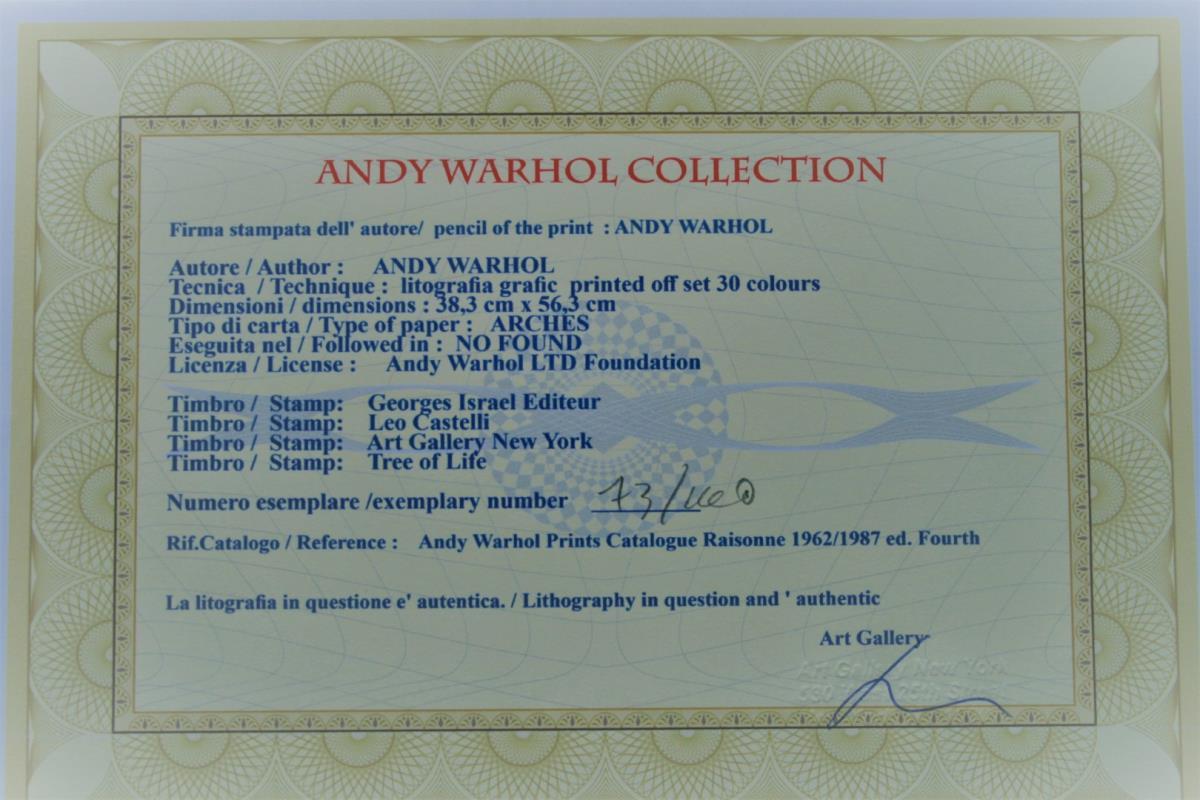 ANDY WARHOL COLLECTION
Firma stampata dell' autore/ pencil of the print : ANDY WARHOL
Autore / Author : ANDY WARHOL
Tecnica / Technique : litografia grafic printed off set 30 colours
Dimensioni / dimensions : 38,3 cm x 56,3 cm
Tipo di carta / Type of paper : ARCHES
Eseguita nel / Followed in : NO FOUND
Licenza / License : Andy Warhol LTD Foundation
Timbro / Stamp: Georges Israel Editeur
Timbro / Stamp: Leo Castelli
Timbro / Stamp: Art Gallery New York
Timbro / Stamp: Tree of Life
Numero esemplare /exemplary number
Rif.Catalogo / Reference : Andy Warhol Prints Catalogue Raisonne 1962/1987 ed. Fourth
La litografia in questione e' autentica. / Lithography in question and ' authentic
Art Gallery
Art Gallery New York